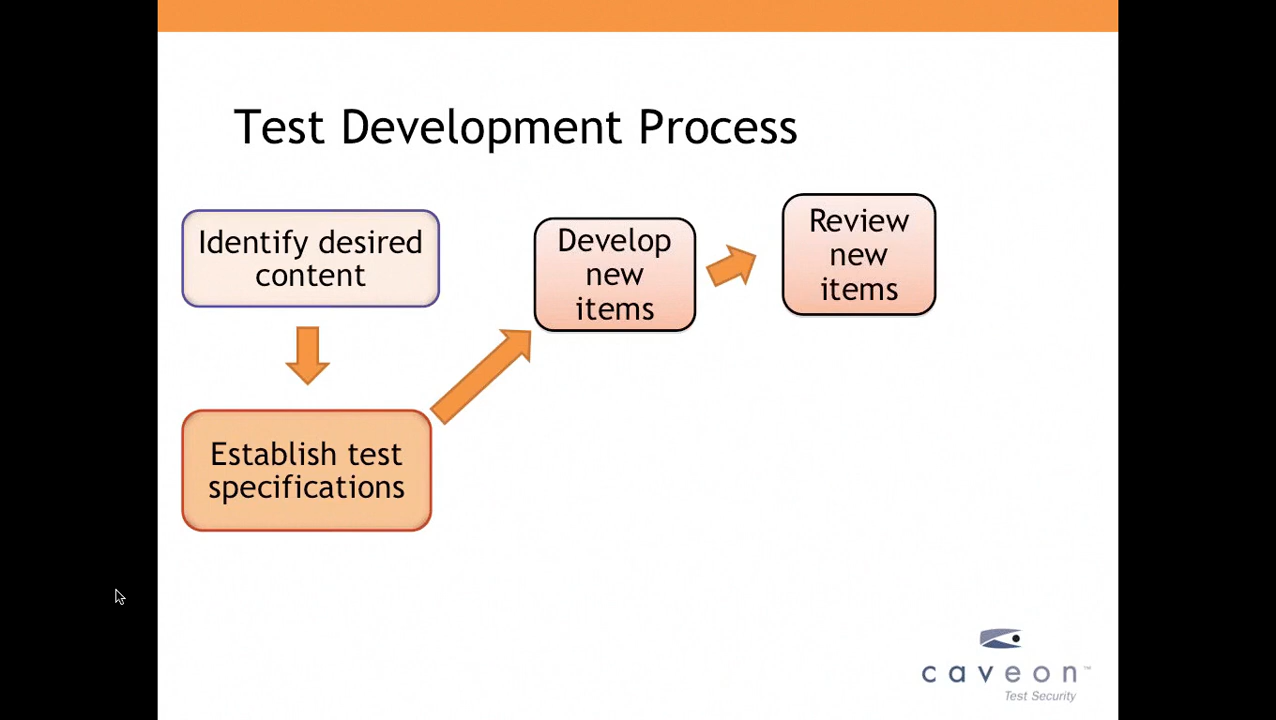 Test Development Process
Identify desired
content
Establish test
specifications
Develop
new
items
Review
new
items
caveon™
Test Security